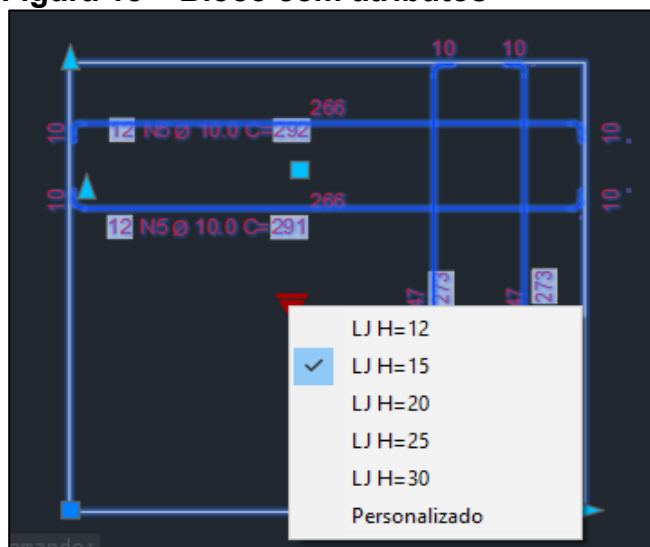 Figura 10 – Bloco com atributos
10 10
266
10 12 N5 Ø 10.0 C=292 10
10 266 10
12 N5 Ø 10.0 C=291
47 273 47 273
LJ H=12
LJ H=15
LJ H=20
LJ H=25
LJ H=30
Personalizado